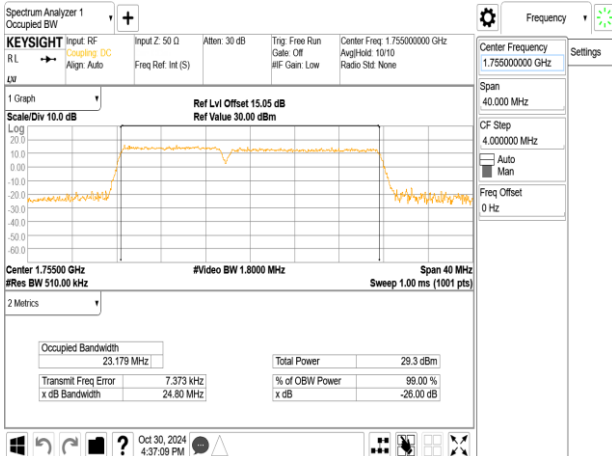 Spectrum Analyzer 1
Occupied BW
KEYSIGHT
RL
LXI
Input: RF
Coupling: DC
Align: Auto
Input Z: 50 Ω
Freq Ref: Int (S)
Atten: 30 dB
Trig: Free Run
Gate: Off
#IF Gain: Low
Center Freq: 1.755000000 GHz
Avg|Hold: 10/10
Radio Std: None
1 Graph
Scale/Div 10.0 dB
Ref Lvl Offset 15.05 dB
Ref Value 30.00 dBm
Log
20.0
10.0
0.00
-10.0
-20.0
-30.0
-40.0
-50.0
-60.0
Center 1.75500 GHz
#Video BW 1.8000 MHz
Span 40 MHz
#Res BW 510.00 kHz
Sweep 1.00 ms (1001 pts)
2 Metrics
Occupied Bandwidth
23.179 MHz
Total Power 29.3 dBm
Transmit Freq Error 7.373 kHz
% of OBW Power 99.00 %
x dB Bandwidth 24.80 MHz
x dB -26.00 dB
?
Oct 30, 2024
4:37:09 PM
Frequency
Settings
Center Frequency
1.755000000 GHz
Span
40.000 MHz
CF Step
4.000000 MHz
Auto
Man
Freq Offset
0 Hz